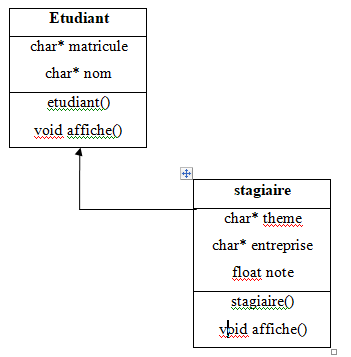 Etudiant
char* matricule
char* nom
etudiant()
void affiche()
stagiaire
char* theme
char* entreprise
float note
stagiaire()
void affiche()